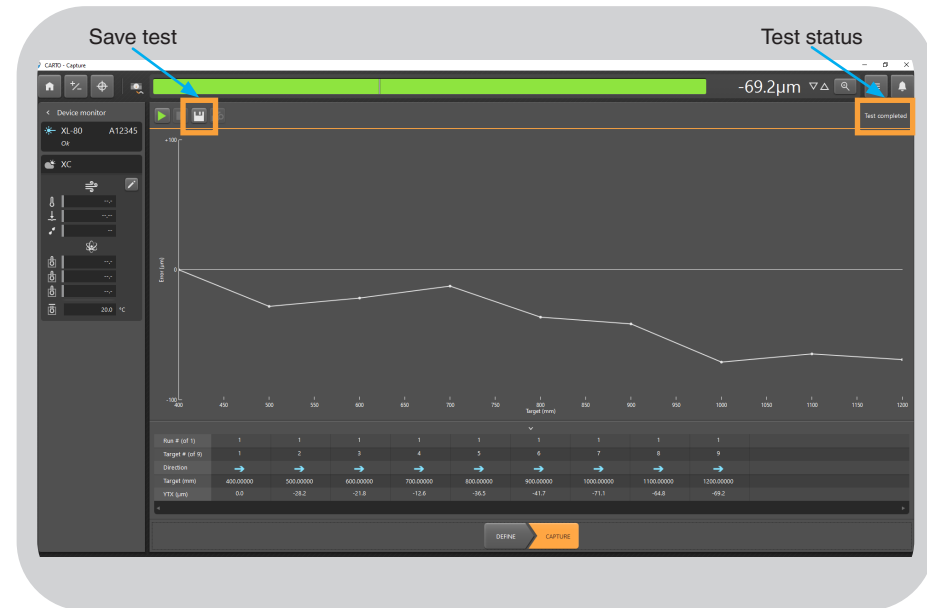 Save test
Test status
CARTO - Capture
-69.2µm
Device monitor
Test completed
XL-80 A12345
Ok
XC
--.-
--.--
--
--.-
--.-
--.-
20.0 °C
+100
0
-100
Error (µm)
400 450 500 550 600 650 700 750 800 850 900 950 1000 1050 1100 1150 1200
Target (mm)
Run # (of 1) 1 1 1 1 1 1 1 1 1
Target # (of 9) 1 2 3 4 5 6 7 8 9
Direction
Target (mm) 400.00000 500.00000 600.00000 700.00000 800.00000 900.00000 1000.00000 1100.00000 1200.00000
YTX (µm) 0.0 -28.2 -21.8 -12.6 -36.5 -41.7 -71.1 -64.8 -69.2
DEFINE CAPTURE